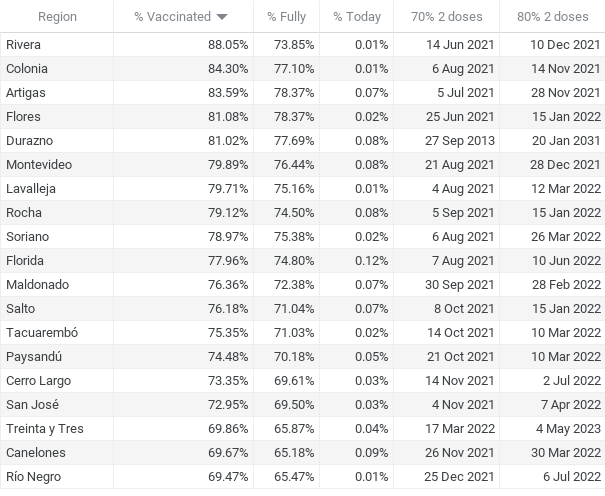 Region % Vaccinated % Fully % Today 70% 2 doses 80% 2 doses
Rivera 88.05% 73.85% 0.01% 14 Jun 2021 10 Dec 2021
Colonia 84.30% 77.10% 0.01% 6 Aug 2021 14 Nov 2021
Artigas 83.59% 78.37% 0.07% 5 Jul 2021 28 Nov 2021
Flores 81.08% 78.37% 0.02% 25 Jun 2021 15 Jan 2022
Durazno 81.02% 77.69% 0.08% 27 Sep 2013 20 Jan 2031
Montevideo 79.89% 76.44% 0.08% 21 Aug 2021 28 Dec 2021
Lavalleja 79.71% 75.16% 0.01% 4 Aug 2021 12 Mar 2022
Rocha 79.12% 74.50% 0.08% 5 Sep 2021 15 Jan 2022
Soriano 78.97% 75.38% 0.02% 6 Aug 2021 26 Mar 2022
Florida 77.96% 74.80% 0.12% 7 Aug 2021 10 Jun 2022
Maldonado 76.36% 72.38% 0.07% 30 Sep 2021 28 Feb 2022
Salto 76.18% 71.04% 0.07% 8 Oct 2021 15 Jan 2022
Tacuarembó 75.35% 71.03% 0.02% 14 Oct 2021 10 Mar 2022
Paysandú 74.48% 70.18% 0.05% 21 Oct 2021 10 Mar 2022
Cerro Largo 73.35% 69.61% 0.03% 14 Nov 2021 2 Jul 2022
San José 72.95% 69.50% 0.03% 4 Nov 2021 7 Apr 2022
Treinta y Tres 69.86% 65.87% 0.04% 17 Mar 2022 4 May 2023
Canelones 69.67% 65.18% 0.09% 26 Nov 2021 30 Mar 2022
Río Negro 69.47% 65.47% 0.01% 25 Dec 2021 6 Jul 2022